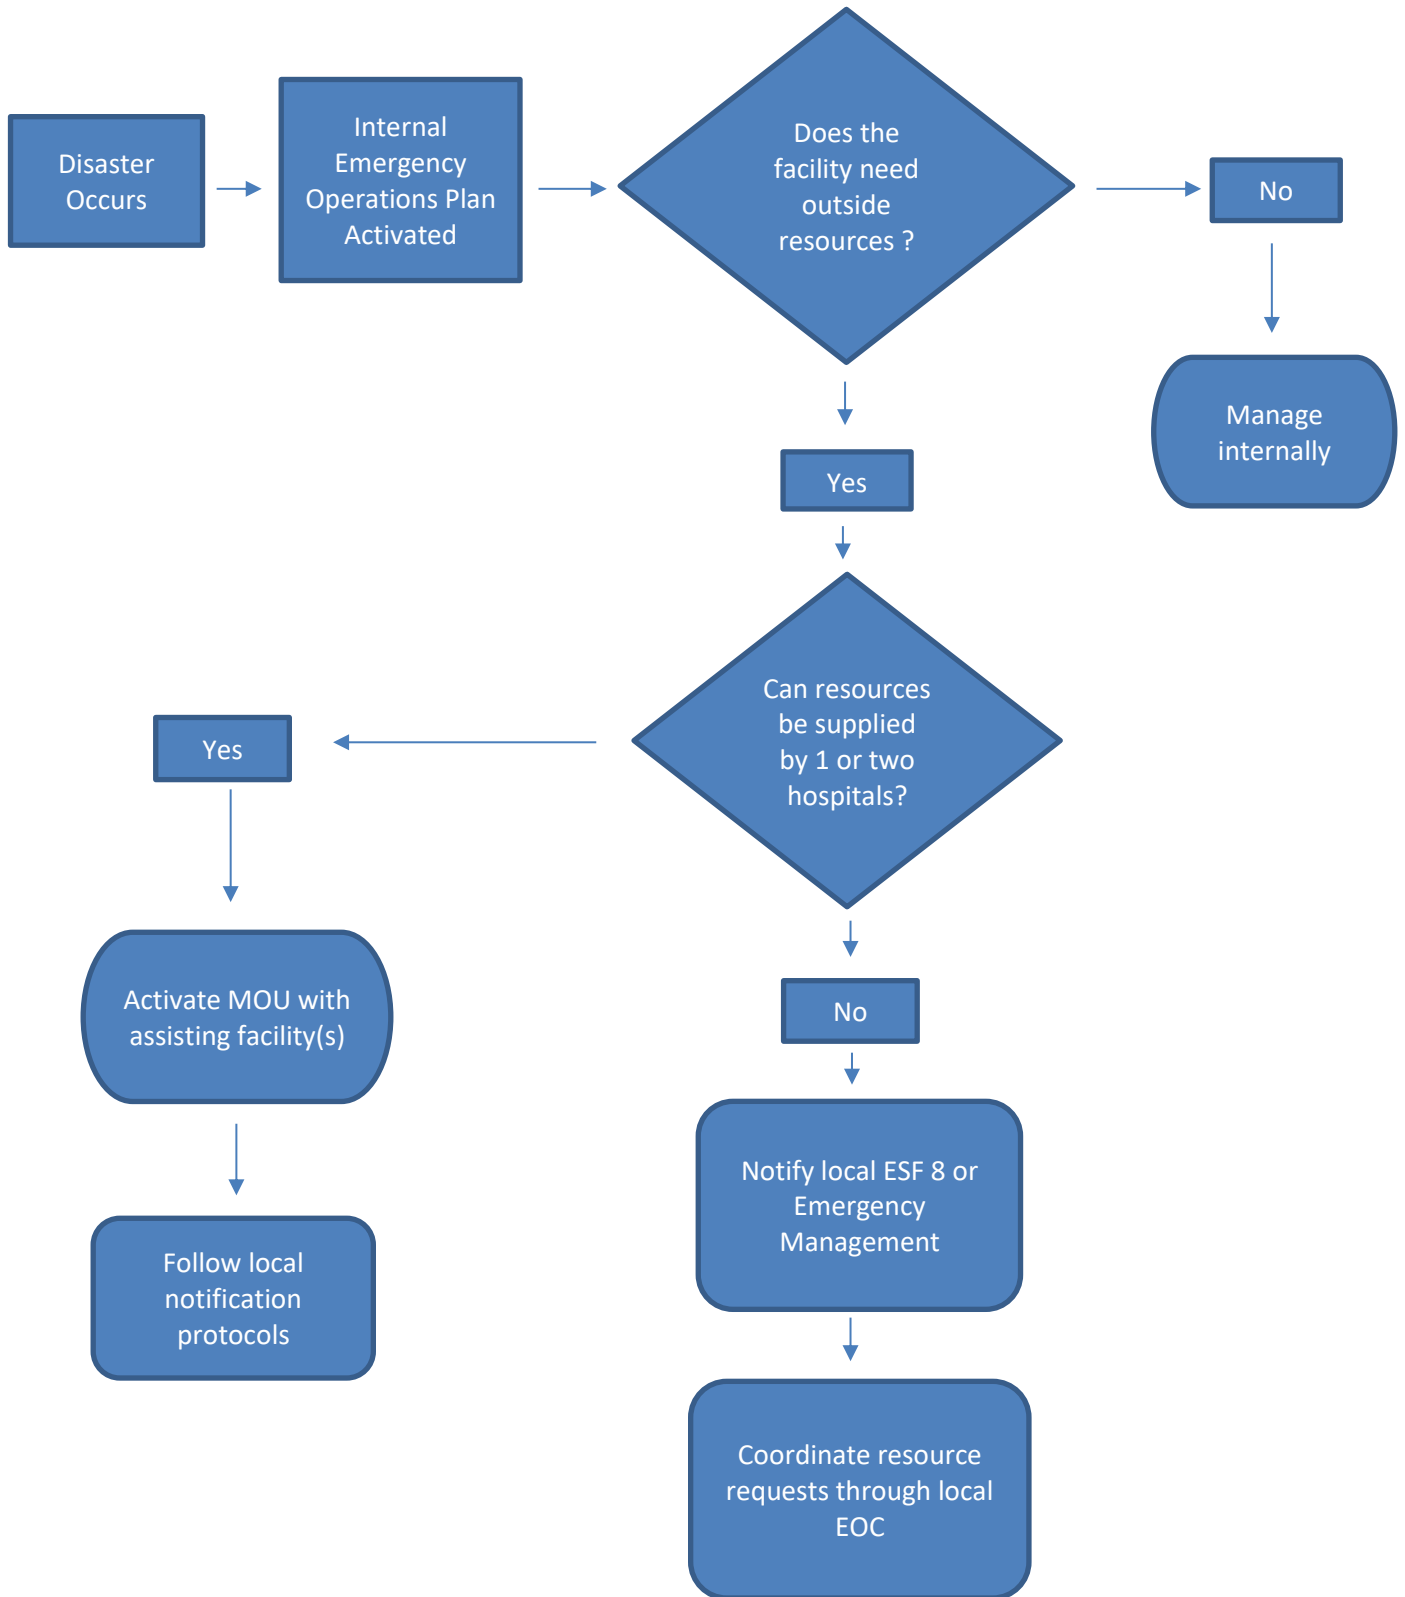 Disaster
Occurs
Internal
Emergency
Operations Plan
Activated
Does the
facility need
outside
resources ?
No
Manage
internally
Yes
Can resources
be supplied
by 1 or two
hospitals?
Yes
Activate MOU with
assisting facility(s)
Follow local
notification
protocols
No
Notify local ESF 8 or
Emergency
Management
Coordinate resource
requests through local
EOC